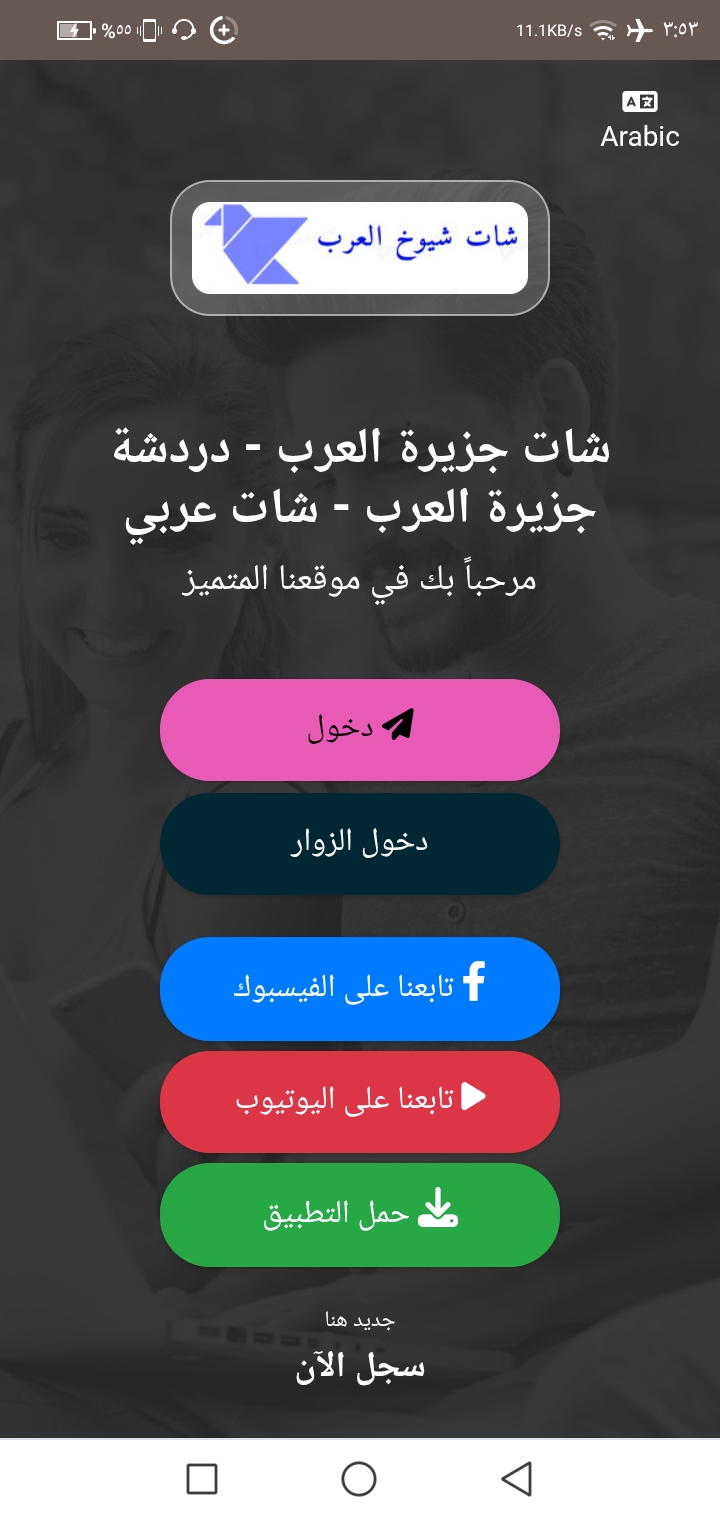 %٥٥ 11.1KB/s ٣:٥٣
Arabic
شات شيوخ العرب
شات جزيرة العرب - دردشة
جزيرة العرب - شات عربي
مرحباً بك في موقعنا المتميز
دخول
دخول الزوار
تابعنا على الفيسبوك
تابعنا على اليوتيوب
حمل التطبيق
جديد هنا
سجل الآن